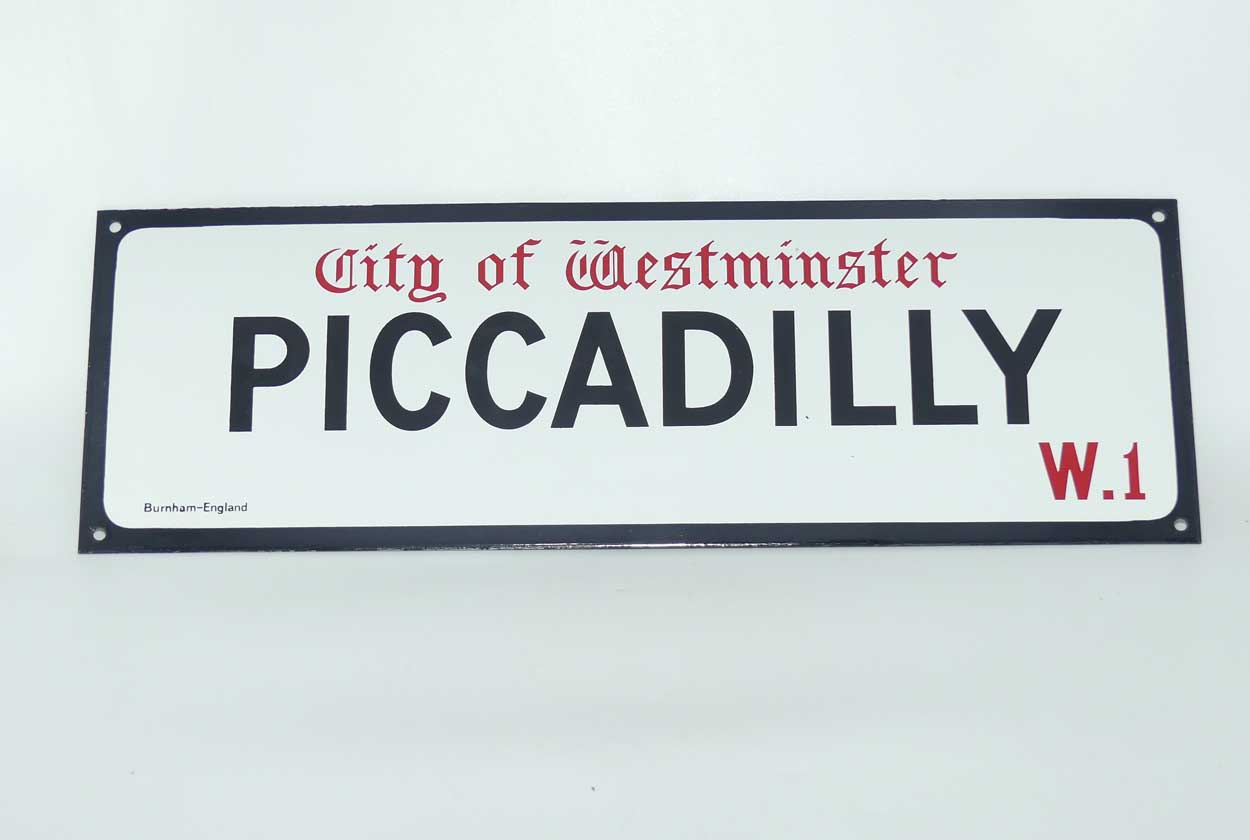 City of Westminster
PICCADILLY
W.1
Burnham-England